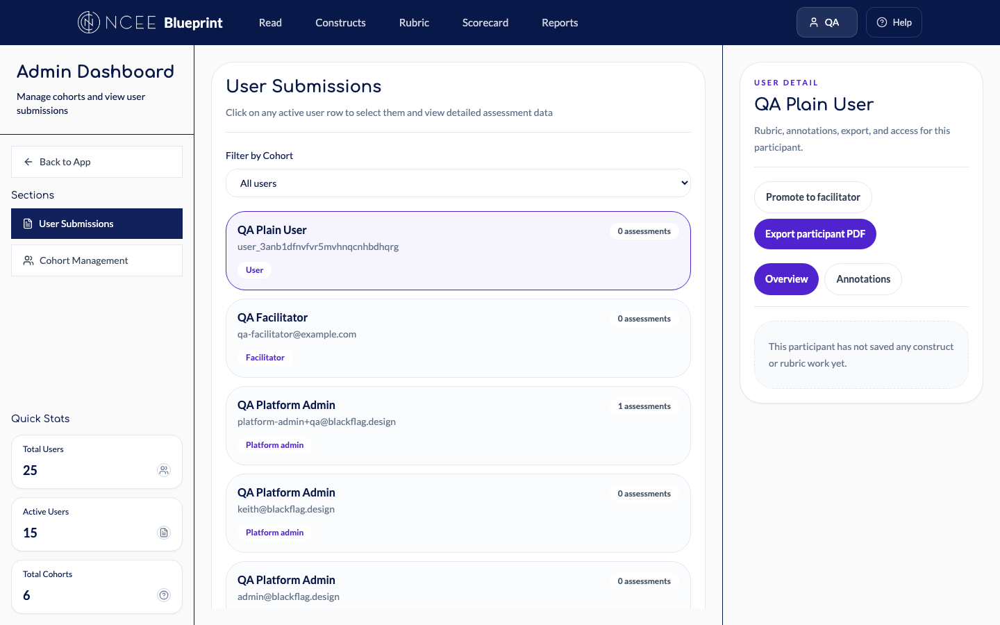 NCEE Blueprint
Read
Constructs
Rubric
Scorecard
Reports
QA
Help
Admin Dashboard
Manage cohorts and view user
submissions
Back to App
Sections
User Submissions
Cohort Management
Quick Stats
Total Users
25
Active Users
15
Total Cohorts
6
User Submissions
Click on any active user row to select them and view detailed assessment data
Filter by Cohort
All users
QA Plain User
0 assessments
user_3anb1dfnvfvr5mvhnqcnhbdhqrg
User
QA Facilitator
0 assessments
qa-facilitator@example.com
Facilitator
QA Platform Admin
1 assessments
platform-admin+qa@blackflag.design
Platform admin
QA Platform Admin
0 assessments
keith@blackflag.design
Platform admin
QA Platform Admin
0 assessments
admin@blackflag.design
USER DETAIL
QA Plain User
Rubric, annotations, export, and access for this
participant.
Promote to facilitator
Export participant PDF
Overview
Annotations
This participant has not saved any construct
or rubric work yet.